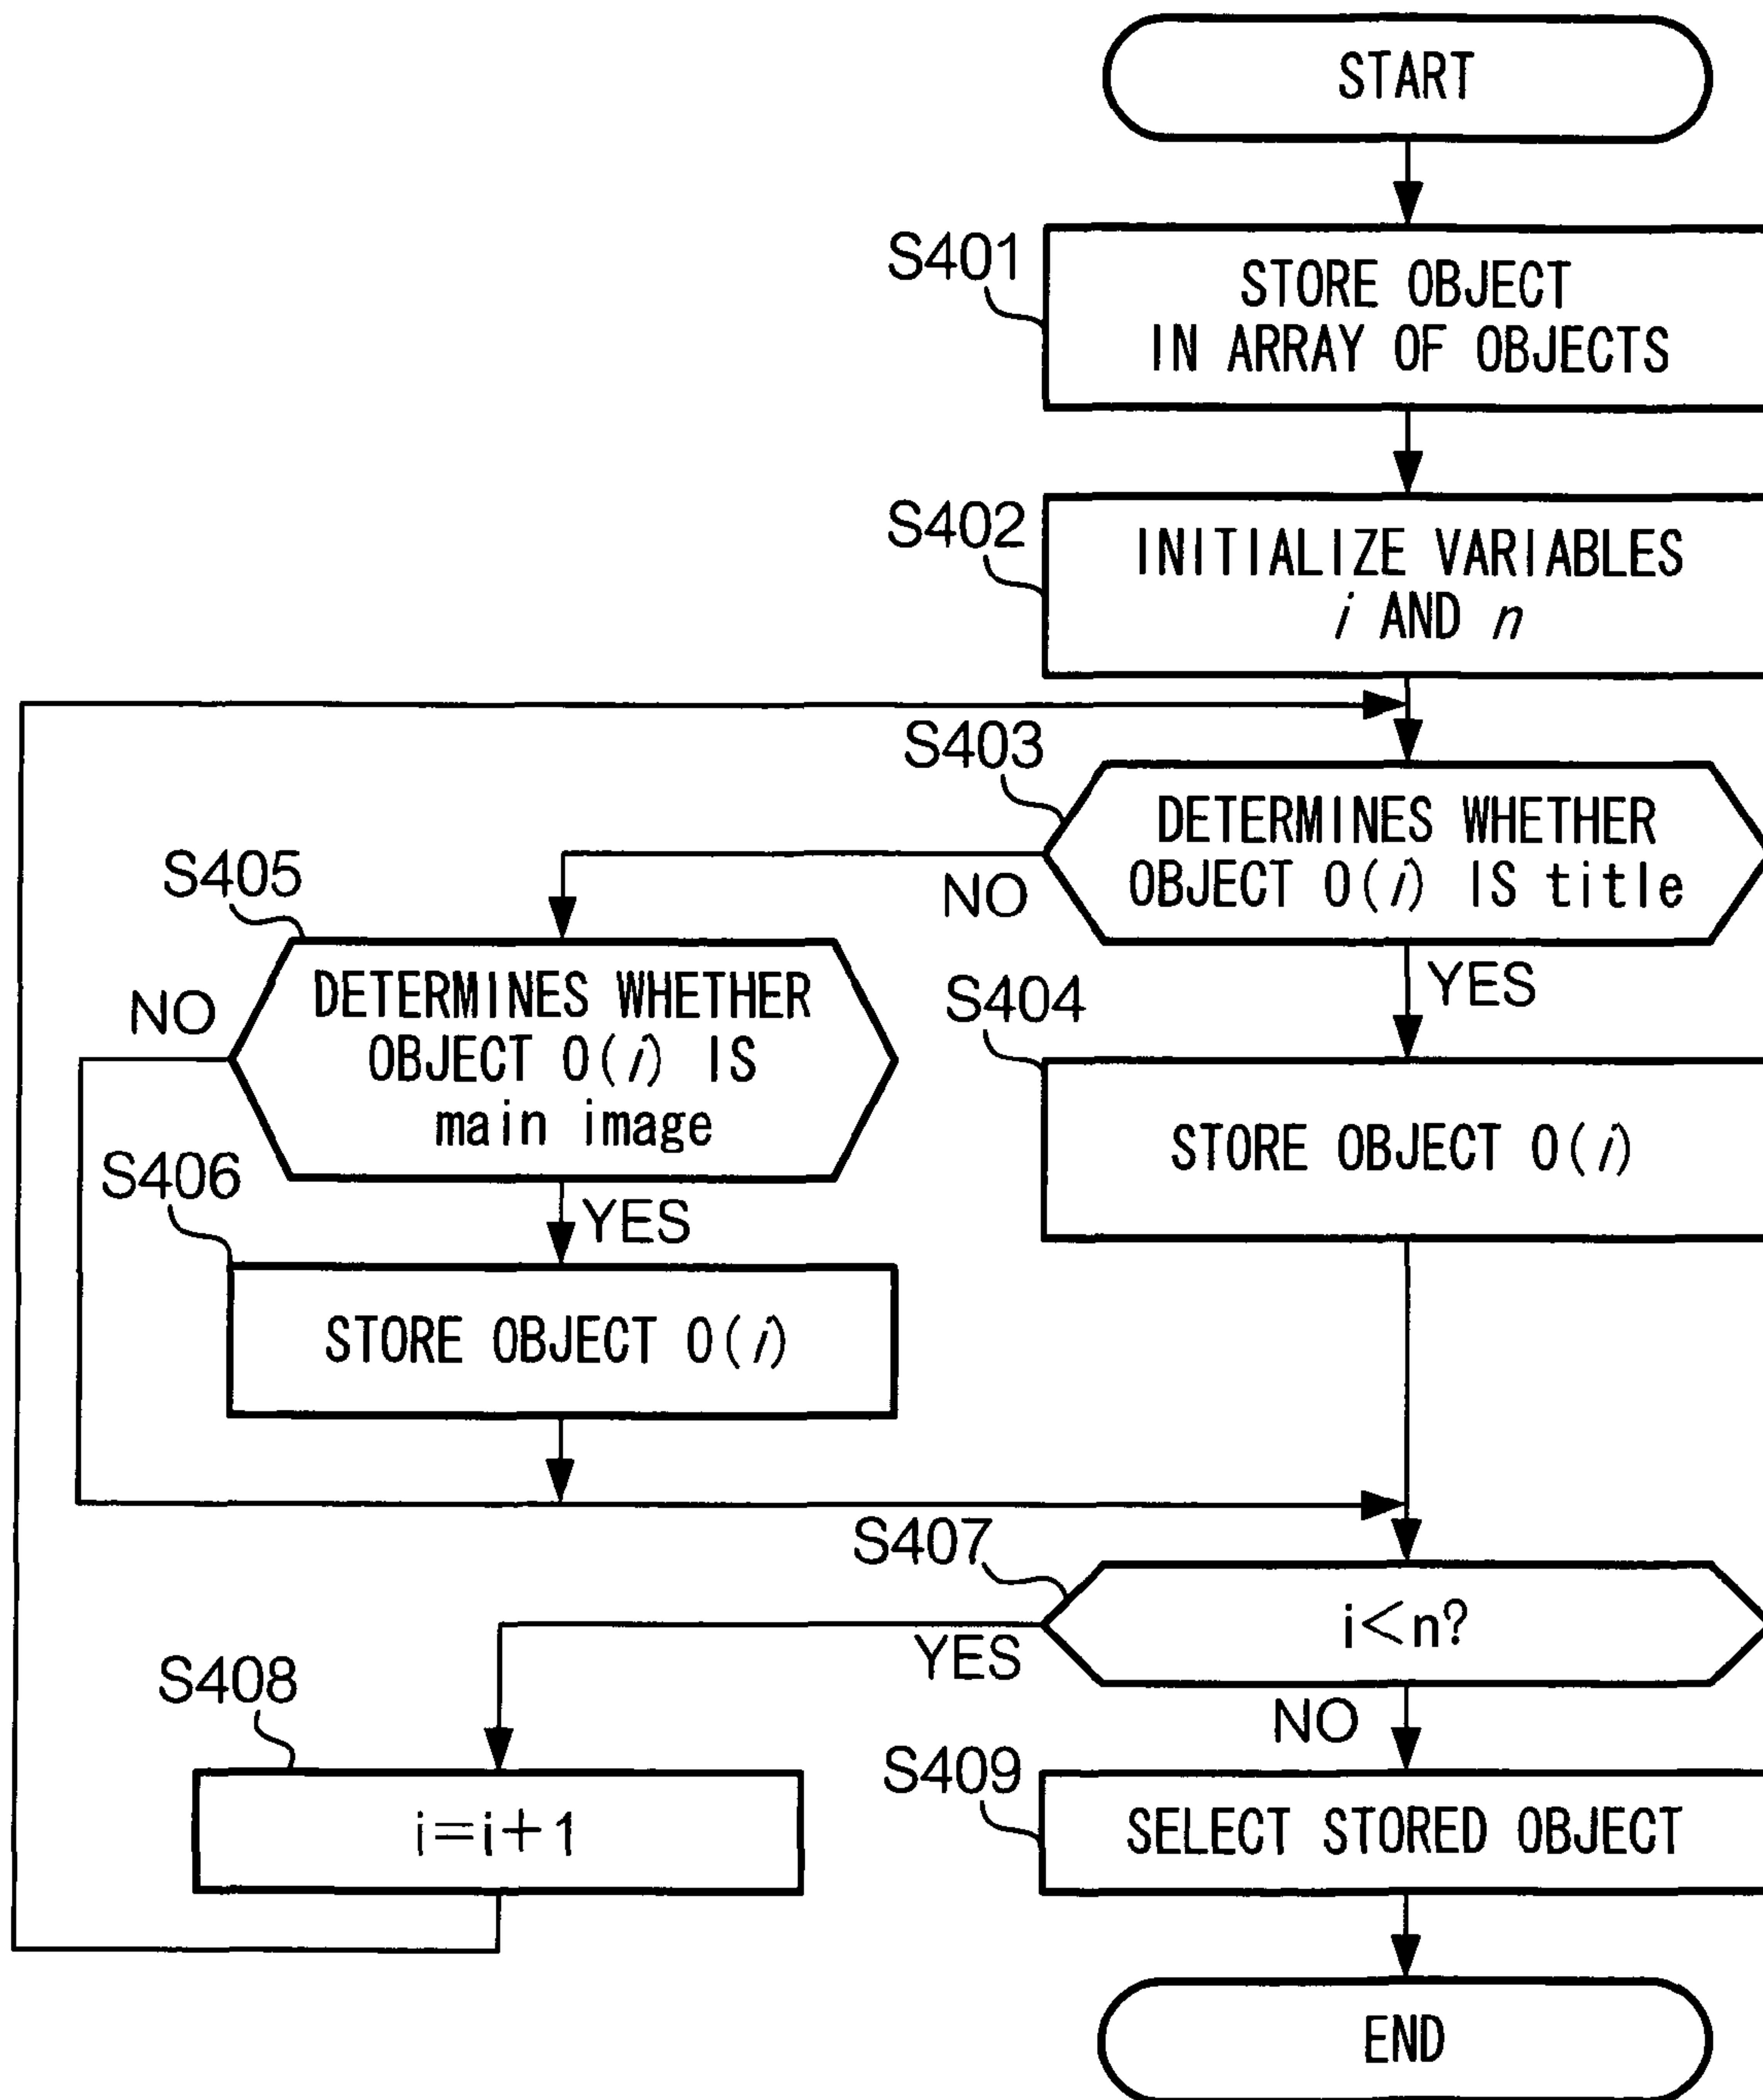 START
S401
STORE OBJECT
IN ARRAY OF OBJECTS
S402
INITIALIZE VARIABLES
i AND n
S403
DETERMINES WHETHER
OBJECT O(i) IS title
NO
YES
S405
DETERMINES WHETHER
OBJECT O(i) IS
main image
NO
YES
S404
STORE OBJECT O(i)
S406
STORE OBJECT O(i)
S407
i<n?
YES
NO
S408
i=i+1
S409
SELECT STORED OBJECT
END